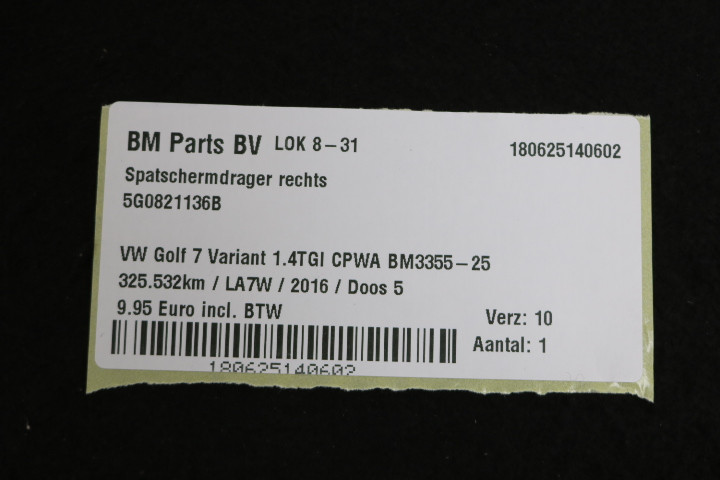 BM Parts BV LOK 8-31 180625140602
Spatschermdrager rechts
5G0821136B
VW Golf 7 Variant 1.4TGI CPWA BM3355-25
325.532km / LA7W / 2016 / Doos 5
9.95 Euro incl. BTW
Verz: 10
Aantal: 1
180625140602